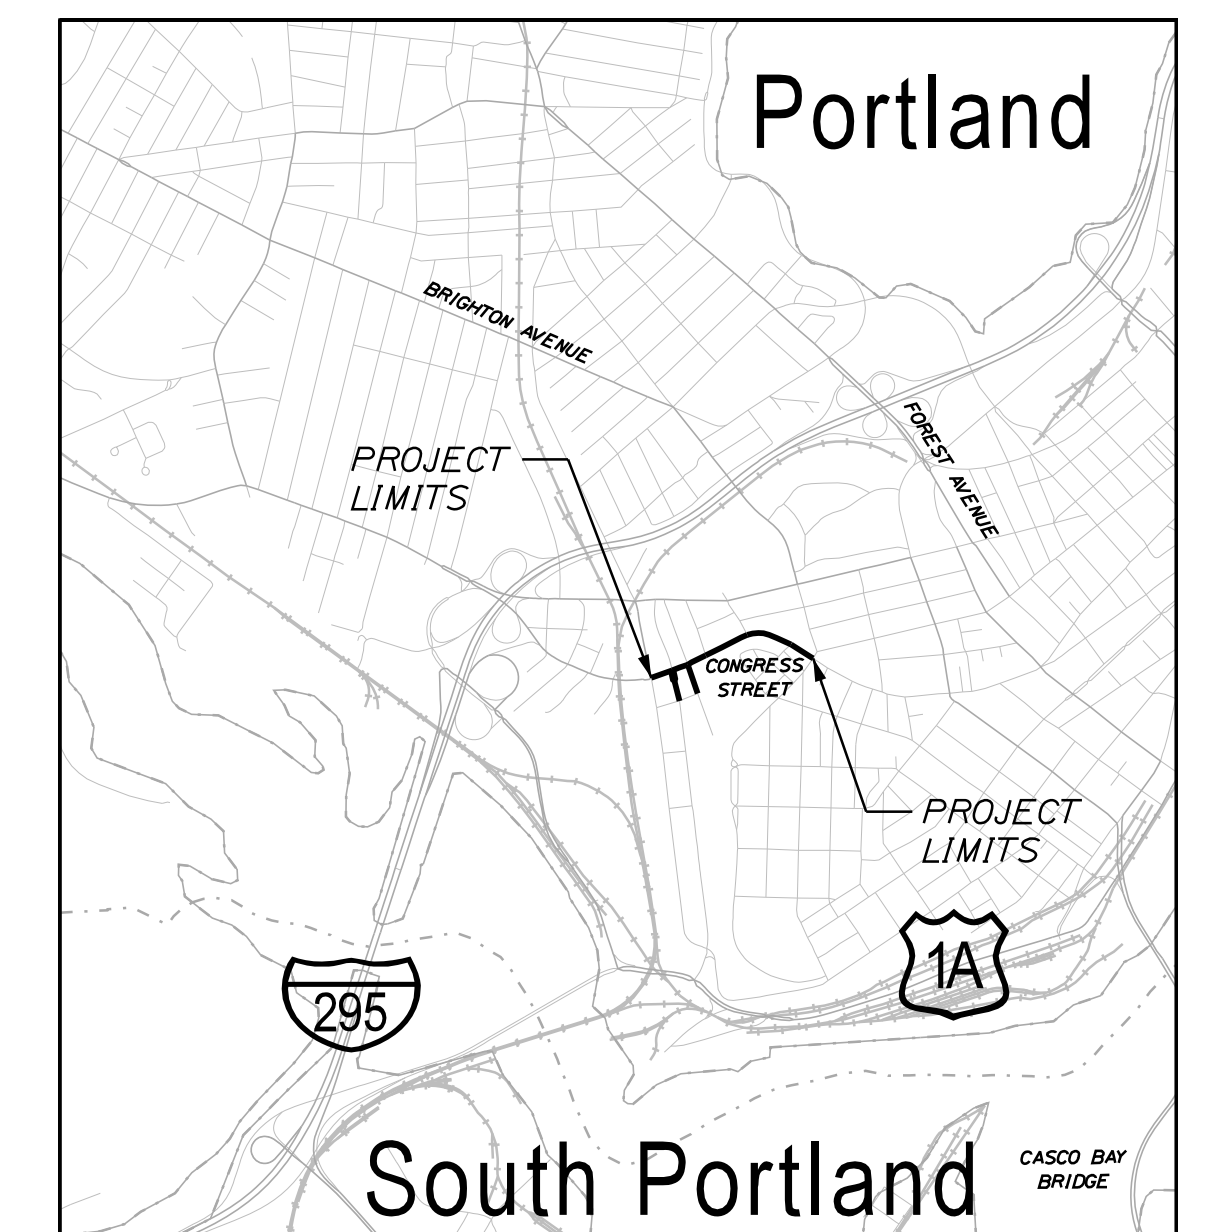 Portland
BRIGHTON AVENUE
FOREST AVENUE
PROJECT
LIMITS
CONGRESS
STREET
PROJECT
LIMITS
1A
295
South Portland
CASCO BAY
BRIDGE